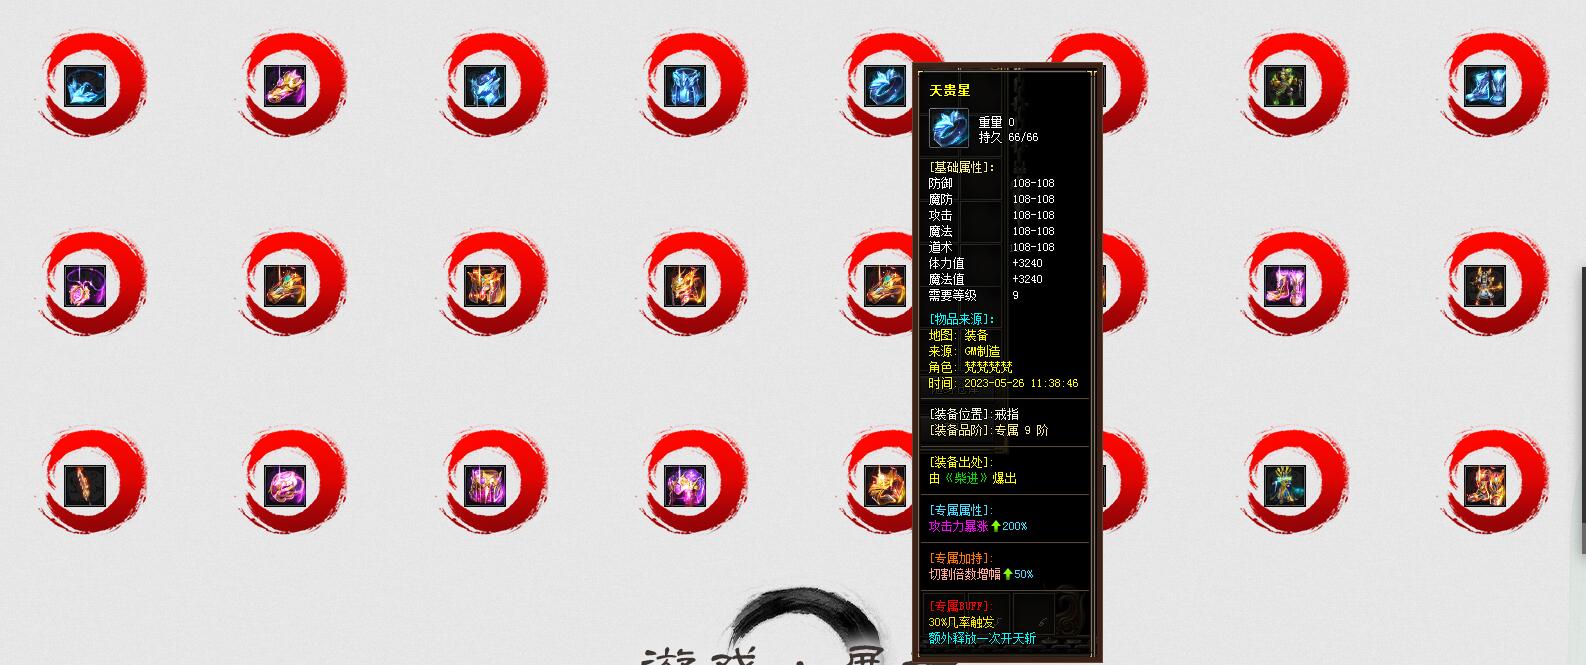 天贵星
重量 0
持久 66/66
[基础属性]:
防御 108-108
魔防 108-108
攻击 108-108
魔法 108-108
道术 108-108
体力值 +3240
魔法值 +3240
需要等级 9
[物品来源]:
地图: 装备
来源: GM制造
角色: 梵梵梵梵
时间: 2023-05-26 11:38:46
[装备位置]:戒指
[装备品阶]:专属 9 阶
[装备出处]:
由《柴进》爆出
[专属属性]:
攻击力暴涨↑200%
[专属加持]:
切割倍数增幅↑50%
[专属BUFF]:
30%几率触发
额外释放一次开天斩
游戏·展